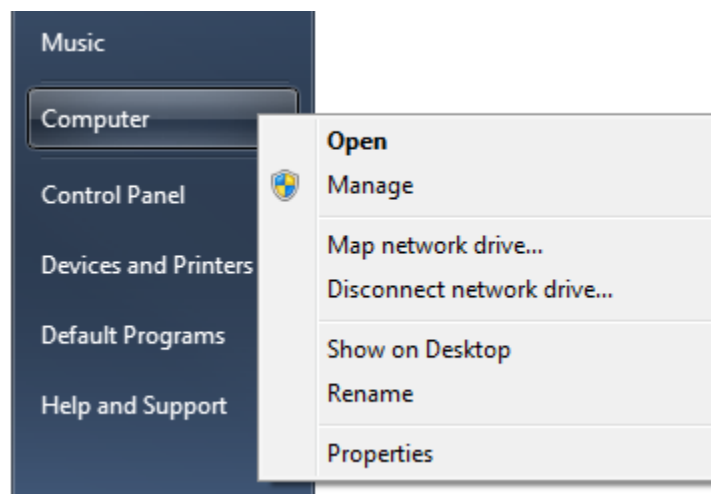 Music
Computer
Control Panel
Devices and Printers
Default Programs
Help and Support
Open
Manage
Map network drive...
Disconnect network drive...
Show on Desktop
Rename
Properties